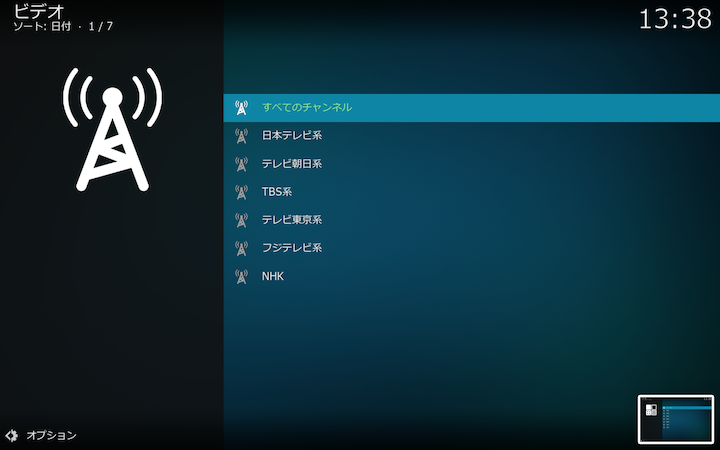 ビデオ
ソート: 日付 · 1 / 7
13:38
すべてのチャンネル
日本テレビ系
テレビ朝日系
TBS系
テレビ東京系
フジテレビ系
NHK
オプション